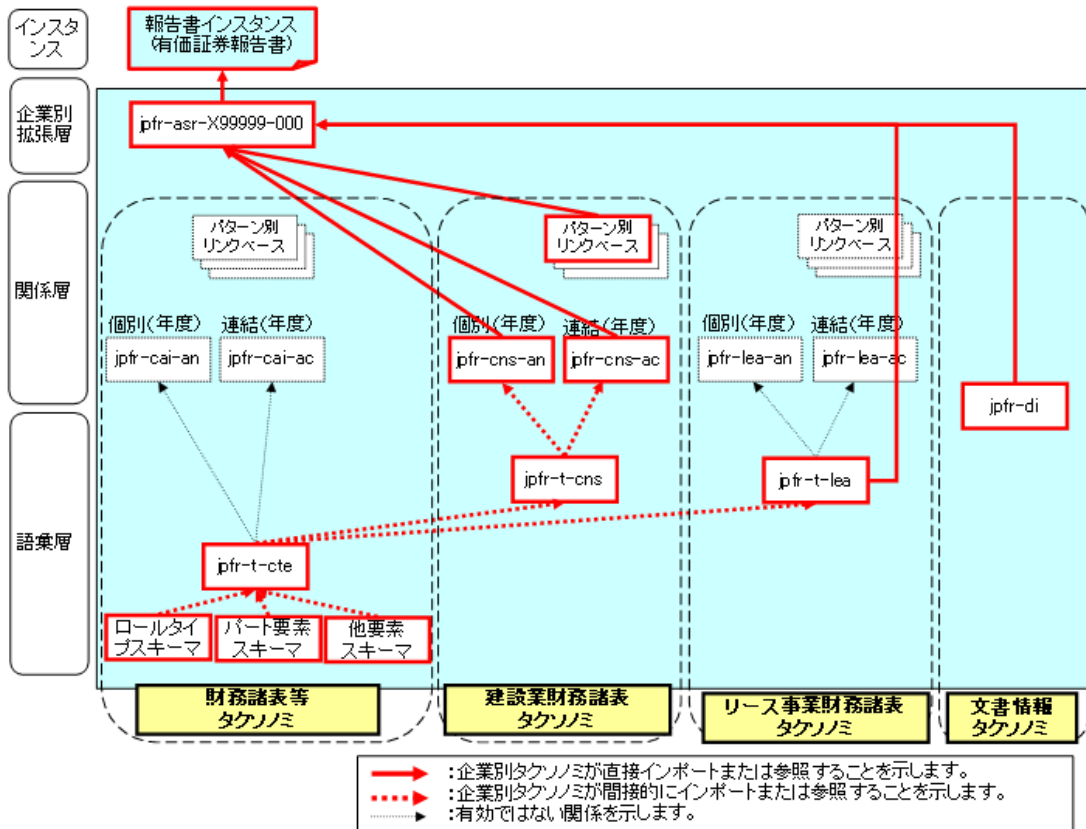 インスタ
ンス
報告書インスタンス
(有価証券報告書)
企業別
拡張層
jpfr-asr-X99999-000
関係層
パターン別
リンクベース
パターン別
リンクベース
パターン別
リンクベース
個別(年度)
連結(年度)
個別(年度)
連結(年度)
個別(年度)
連結(年度)
jpfr-cai-an
jpfr-cai-ac
jpfr-cns-an
jpfr-cns-ac
jpfr-lea-an
jpfr-lea-ac
jpfr-di
語彙層
jpfr-t-cns
jpfr-t-lea
jpfr-t-cte
ロールタイ
プスキーマ
パート要素
スキーマ
他要素
スキーマ
財務諸表等
タクソノミ
建設業財務諸表
タクソノミ
リース事業財務諸表
タクソノミ
文書情報
タクソノミ
:企業別タクソノミが直接インポートまたは参照することを示します。
:企業別タクソノミが間接的にインポートまたは参照することを示します。
:有効ではない関係を示します。